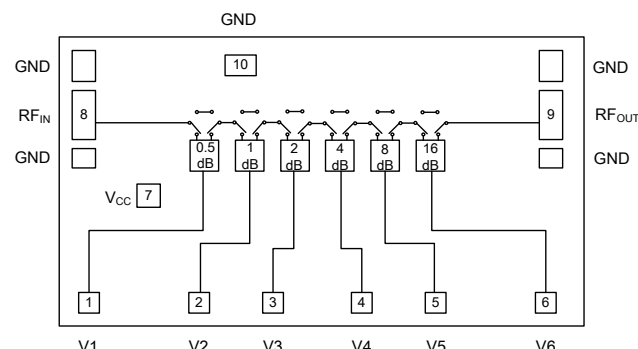 GND
GND
10
GND
RFIN
8
9
RFOUT
GND
0.5 dB
1 dB
2 dB
4 dB
8 dB
16 dB
GND
VCC
7
1
2
3
4
5
6
V1
V2
V3
V4
V5
V6